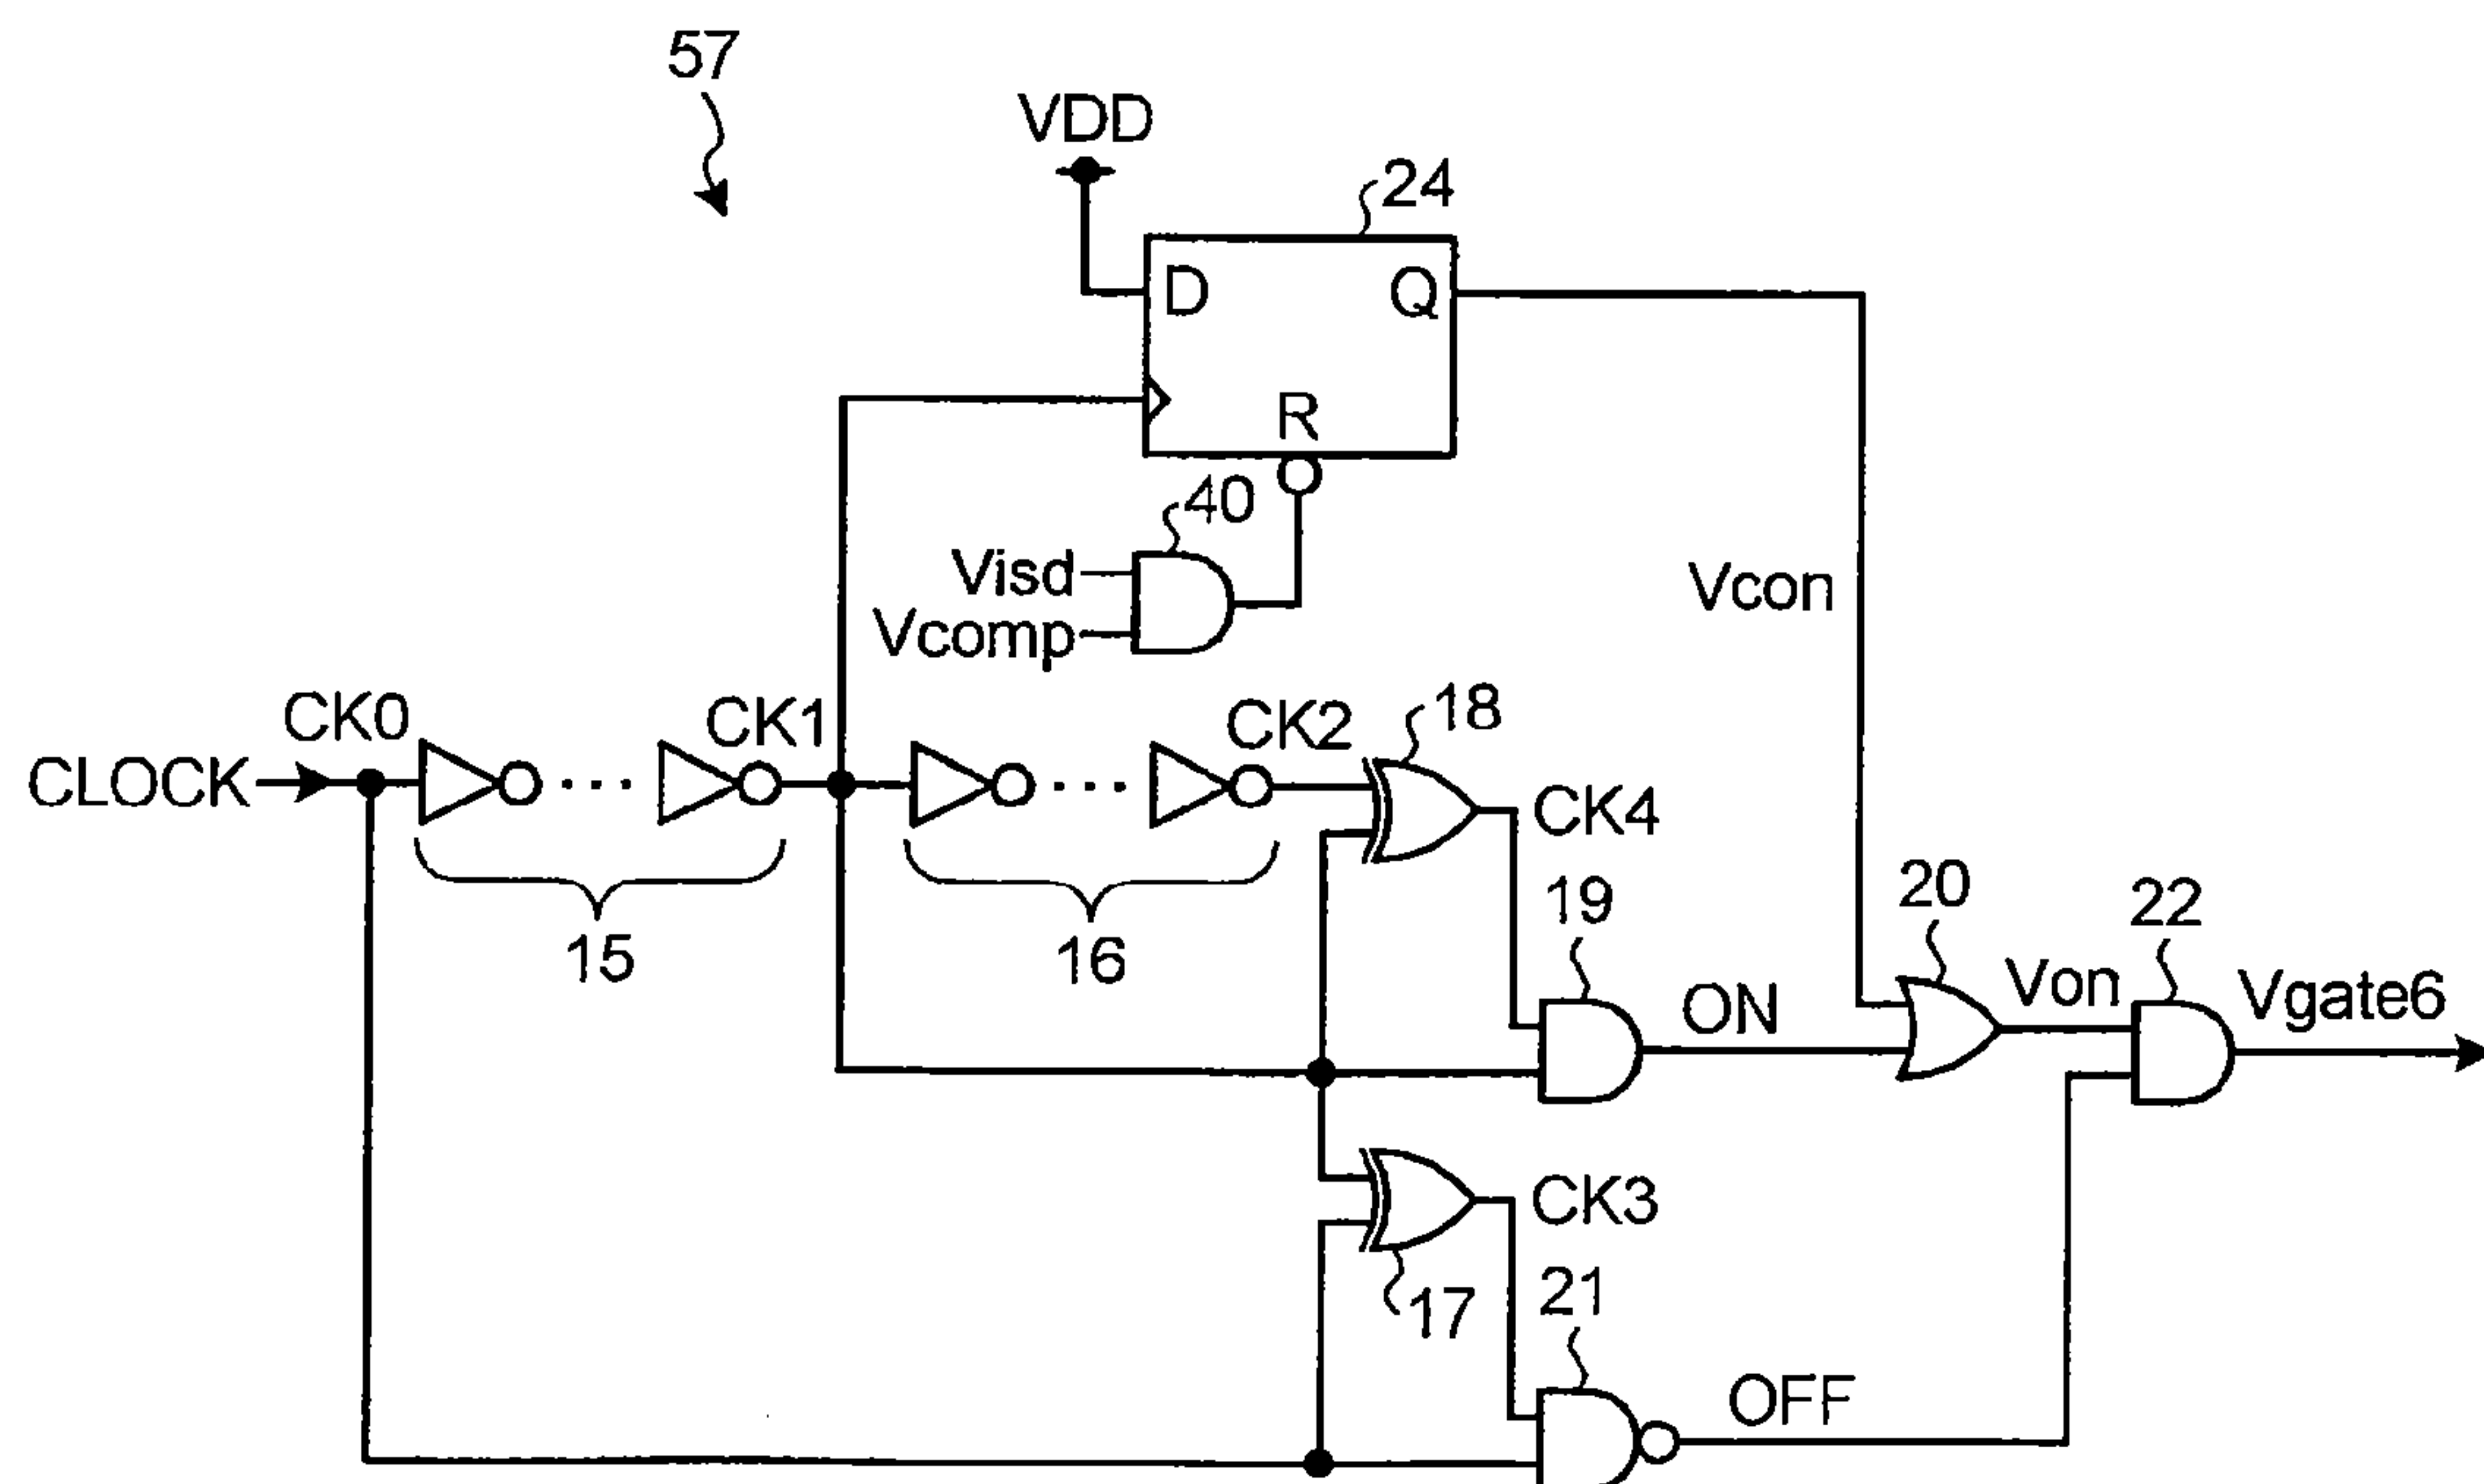 57
VDD
24
D
Q
R
40
Visd
Vcomp
Vcon
CK0
CK1
CK2
18
CLOCK
CK4
15
16
19
20
22
ON
Von
Vgate6
CK3
17
21
OFF